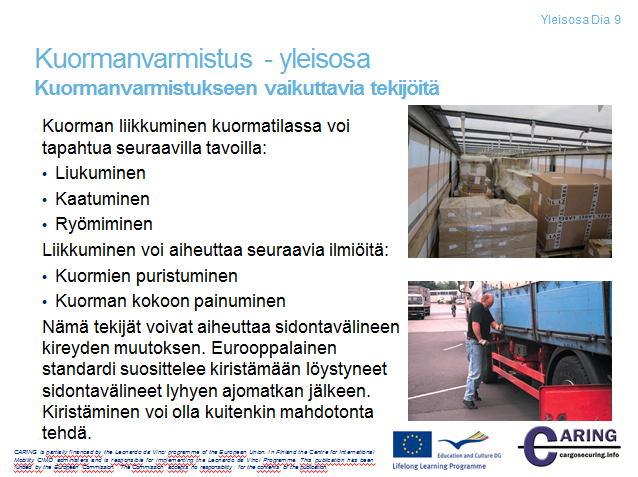 Yleisosa Dia 9
Kuormanvarmistus - yleisosa
Kuormanvarmistukseen vaikuttavia tekijöitä
Kuorman liikkuminen kuormatilassa voi
tapahtua seuraavilla tavoilla:
• Liukuminen
• Kaatuminen
• Ryömiminen
Liikkuminen voi aiheuttaa seuraavia ilmiöitä:
• Kuormien puristuminen
• Kuorman kokoon painuminen
Nämä tekijät voivat aiheuttaa sidontavälineen
kireyden muutoksen. Eurooppalainen
standardi suosittelee kiristämään löystyneet
sidontavälineet lyhyen ajomatkan jälkeen.
Kiristäminen voi olla kuitenkin mahdotonta
tehdä.
CARING is partially financed by the Leonardo da Vinci programme of the European Union. In Finland the Centre for International
Mobility CIMO administers and is responsible for implementing the Leonardo da Vinci Programme. This publication has been
funded by the European Commission. The Commission accepts no responsibility for the contents of the publication.
Education and Culture DG
Lifelong Learning Programme
CARING
cargosecuring.info